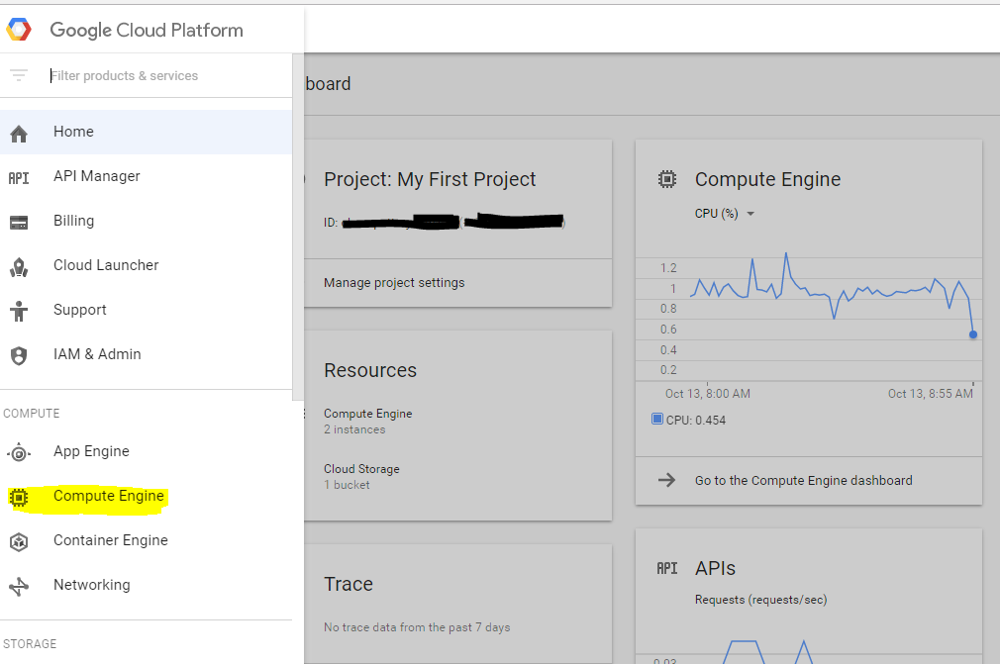 Google Cloud Platform
Filter products & services
Home
API Manager
Billing
Cloud Launcher
Support
IAM & Admin
COMPUTE
App Engine
Compute Engine
Container Engine
Networking
STORAGE
board
Project: My First Project
ID:
Manage project settings
Resources
Compute Engine
2 instances
Cloud Storage
1 bucket
Trace
No trace data from the past 7 days
Compute Engine
CPU (%)
1.2
1
0.8
0.6
0.4
0.2
Oct 13, 8:00 AM Oct 13, 8:55 AM
CPU: 0.454
Go to the Compute Engine dashboard
API APIs
Requests (requests/sec)
0.03